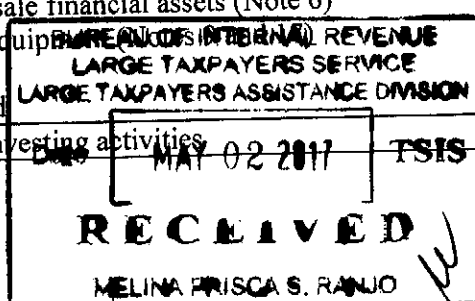 sale financial assets (Note 6)
BUREAU OF INTERNAL REVENUE
LARGE TAXPAYERS SERVICE
LARGE TAXPAYERS ASSISTANCE DIVISION
vesting activities
Date MAY 02 2017 TSIS
RECEIVED
MELINA PRISCA S. RANJO